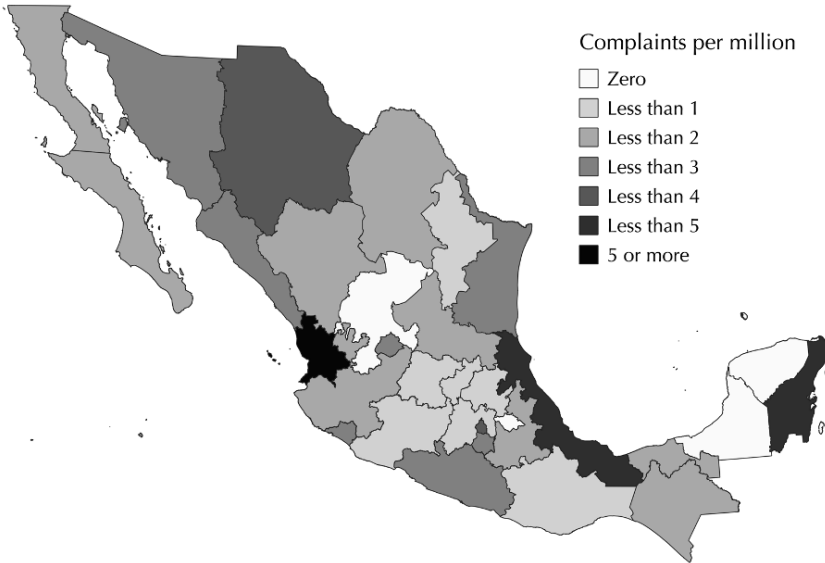 Complaints per million
Zero
Less than 1
Less than 2
Less than 3
Less than 4
Less than 5
5 or more